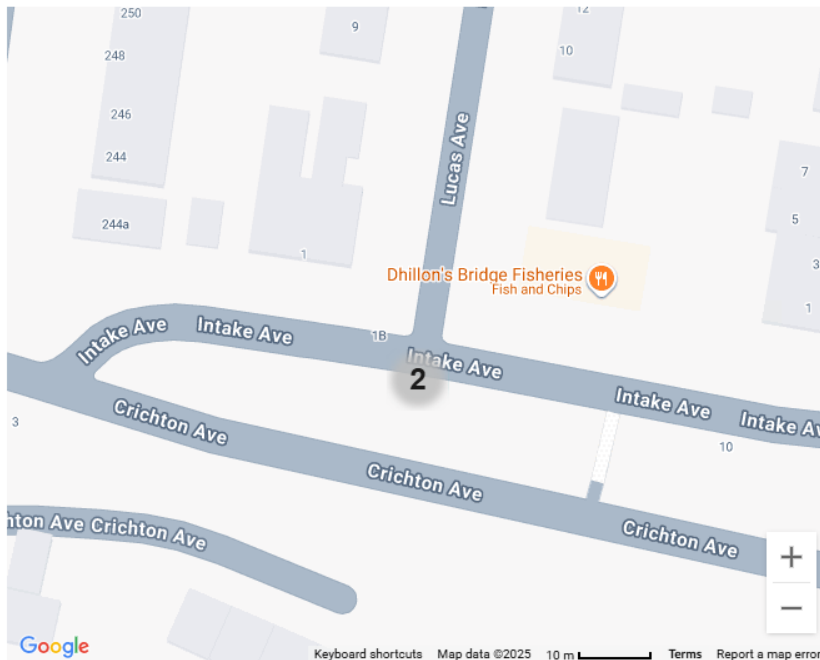 250
9
12
248
10
246
244
Lucas Ave
7
244a
5
1
3
Dhillon's Bridge Fisheries
Fish and Chips
1
Intake Ave
Intake Ave
1B
Intake Ave
2
Intake Ave
Intake Av
3
Crichton Ave
10
Crichton Ave
hton Ave
Crichton Ave
Crichton Ave
+
−
Google
Keyboard shortcuts
Map data ©2025
10 m
Terms
Report a map error